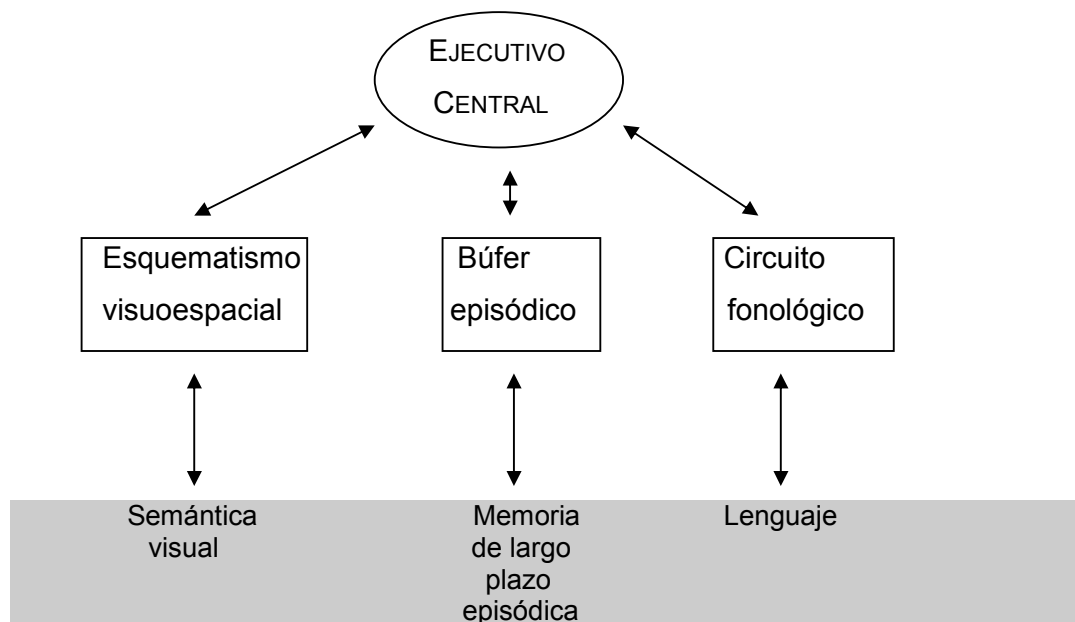 EJECUTIVO
CENTRAL
Esquematismo
visuoespacial
Búfer
episódico
Circuito
fonológico
Semántica
visual
Memoria
de largo
plazo
episódica
Lenguaje